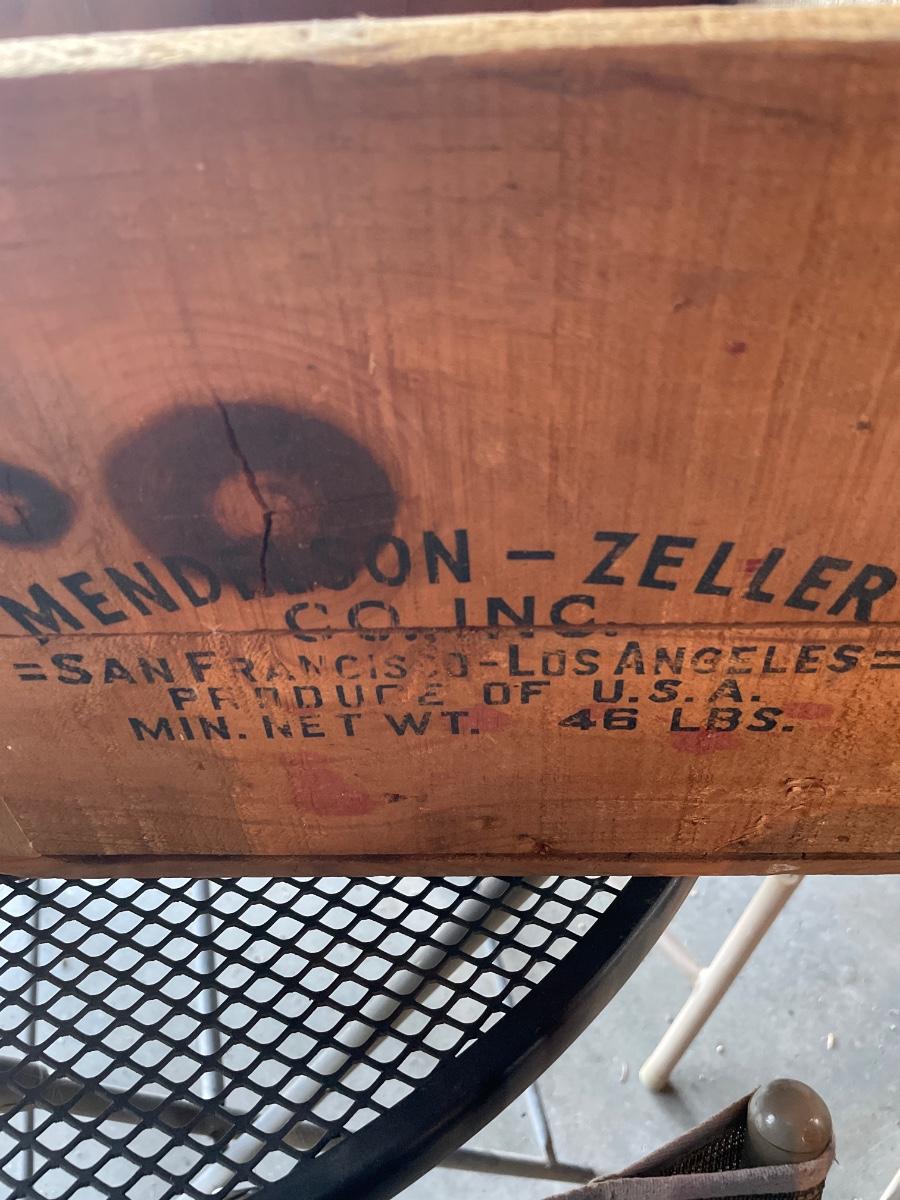 MENDELSON - ZELLER
CO. INC.
=SAN FRANCISCO-LOS ANGELES=
PRODUCE OF U.S.A.
MIN. NET WT. 46 LBS.